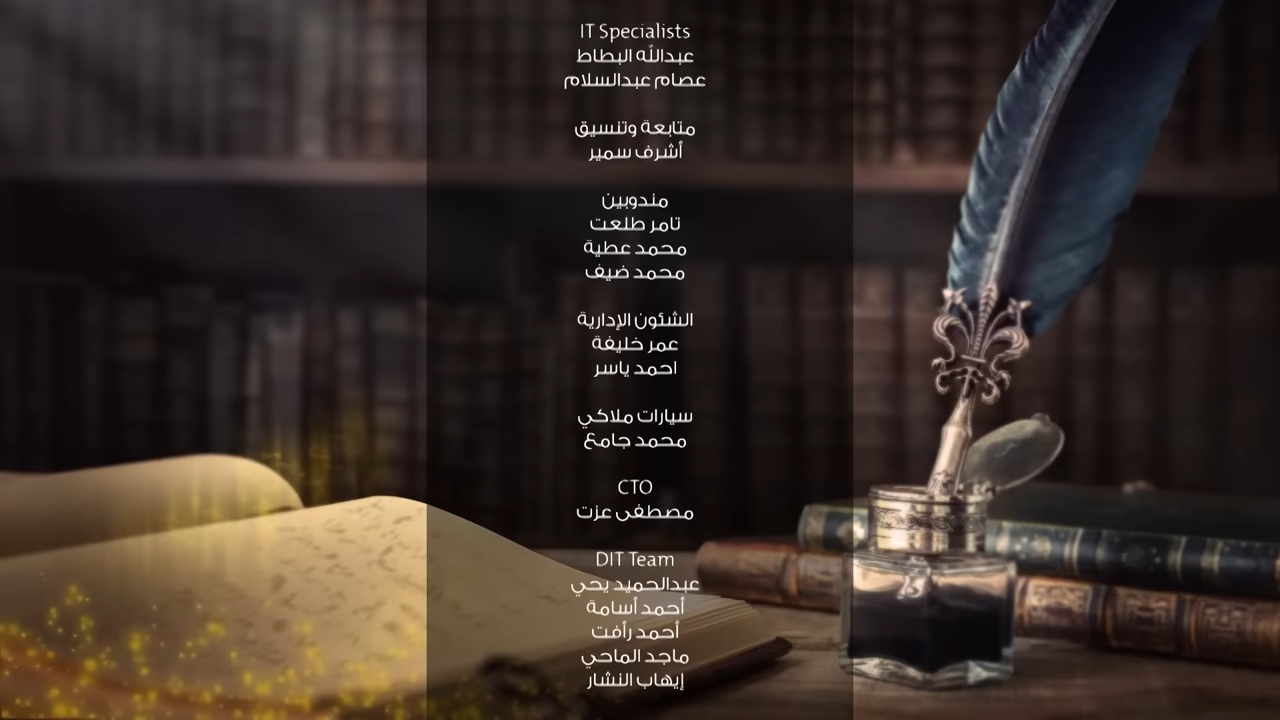 IT Specialists
عبدالله البطاط
عصام عبدالسلام
متابعة وتنسيق
أشرف سمير
مندوبين
تامر طلعت
محمد عطية
محمد ضيف
الشئون الإدارية
عمر خليفة
احمد ياسر
سيارات ملاكي
محمد جامع
CTO
مصطفى عزت
DIT Team
عبدالحميد يحي
أحمد أسامة
أحمد رأفت
ماجد الماحي
إيهاب النشار